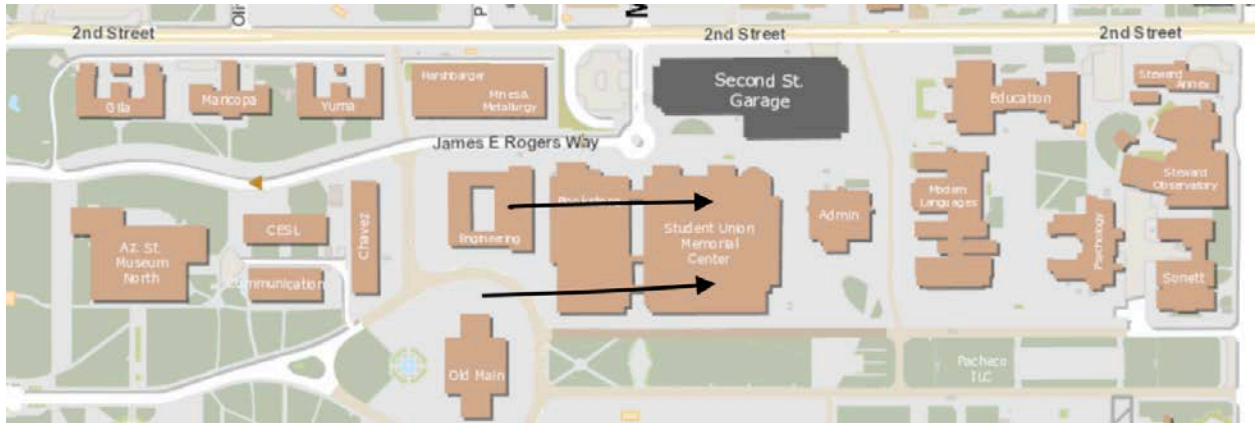 2nd Street
2nd Street
2nd Street
Gila
Maricopa
Yuma
Harshbarger
Mines &
Metallurgy
Second St.
Garage
Education
Steward
Annex
James E Rogers Way
Steward
Observatory
Az. St.
Museum
North
CESL
Communication
Chavez
Engineering
Student Union
Memorial
Center
Admin
Modern
Languages
Psychology
Sonett
Old Main
Pacheco
ILC